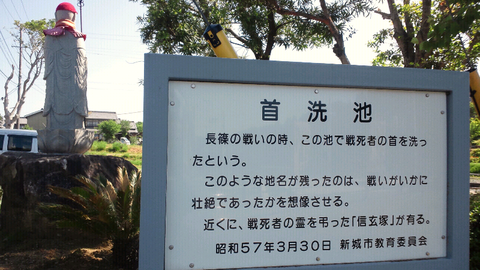 首洗池
長篠の戦いの時、この池で戦死者の首を洗っ
たという。
このような地名が残ったのは、戦いがいかに
壮絶であったかを想像させる。
近くに、戦死者の霊を弔った「信玄塚」が有る。
昭和57年3月30日 新城市教育委員会